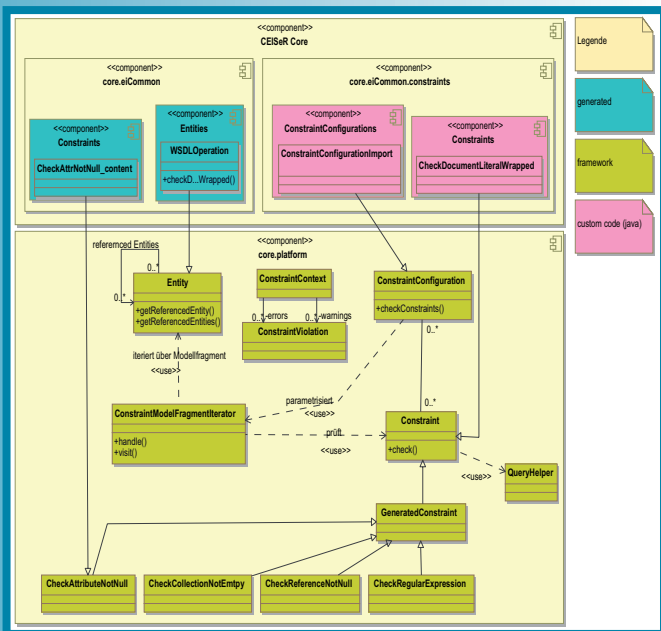 <<component>>
CEISeR Core
<<component>>
core.eiCommon
<<component>>
Constraints
CheckAttrNotNull_content
<<component>>
Entities
WSDLOperation
+checkD...Wrapped()
<<component>>
core.eiCommon.constraints
<<component>>
ConstraintConfigurations
ConstraintConfigurationImport
<<component>>
Constraints
CheckDocumentLiteralWrapped
Legende
generated
framework
custom code (java)
<<component>>
core.platform
referemced Entities
0..*
0..*
Entity
+getReferencedEntity()
+getReferencedEntities()
ConstraintContext
0..*
-errors
0..*
-warnings
ConstraintViolation
ConstraintConfiguration
+checkConstraints()
0..*
iteriert über Modellfragment
<<use>>
parametrisiert
<<use>>
0..*
ConstraintModelFragmentIterator
+handle()
+visit()
prüft
<<use>>
Constraint
+check()
<<use>>
QueryHelper
GeneratedConstraint
CheckAttributeNotNull
CheckCollectionNotEmtpy
CheckReferenceNotNull
CheckRegularExpression